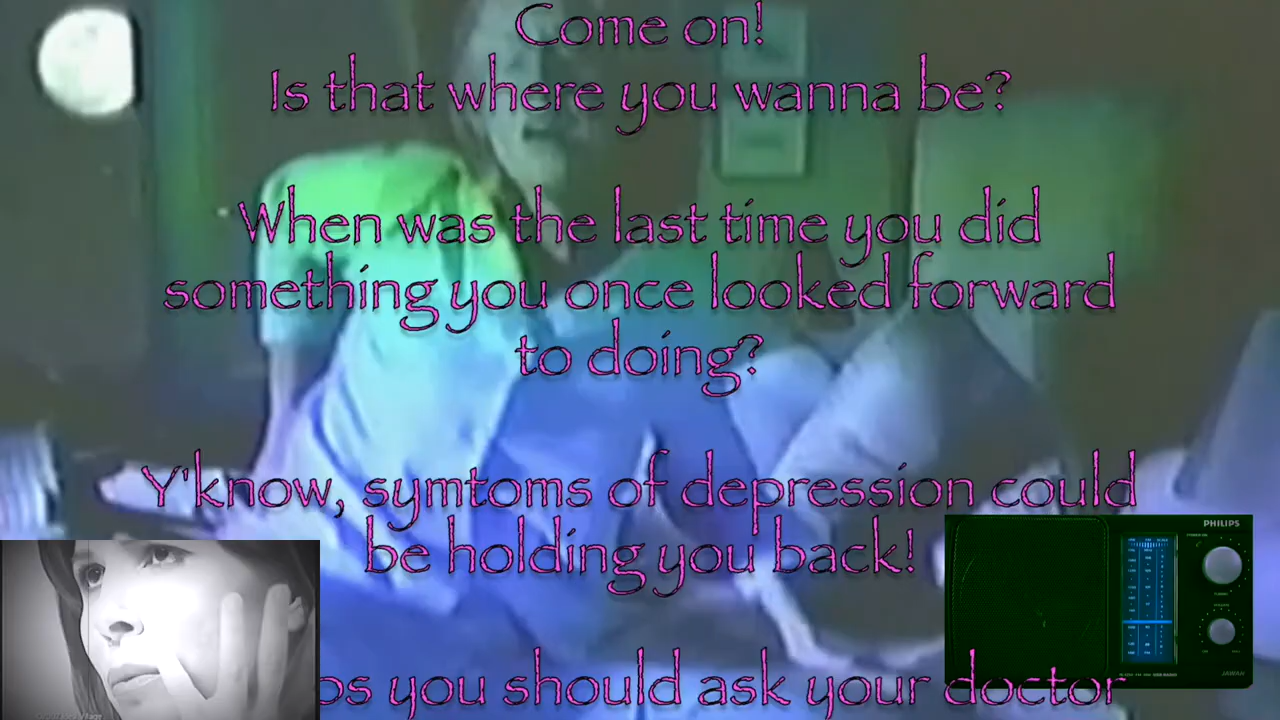 Come on!
Is that where you wanna be?
When was the last time you did
something you once looked forward
to doing?
Y'know, symtoms of depression could
be holding you back!
you should ask your doctor
PHILIPS